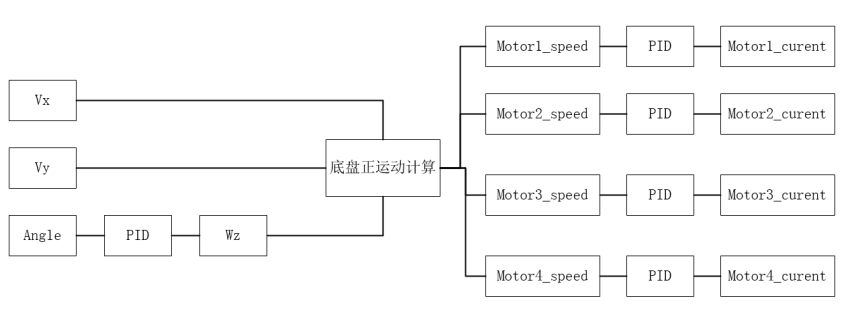 Motor1_speed
PID
Motor1_curent
Vx
Motor2_speed
PID
Motor2_curent
Vy
底盘正运动计算
Motor3_speed
PID
Motor3_curent
Angle
PID
Wz
Motor4_speed
PID
Motor4_curent